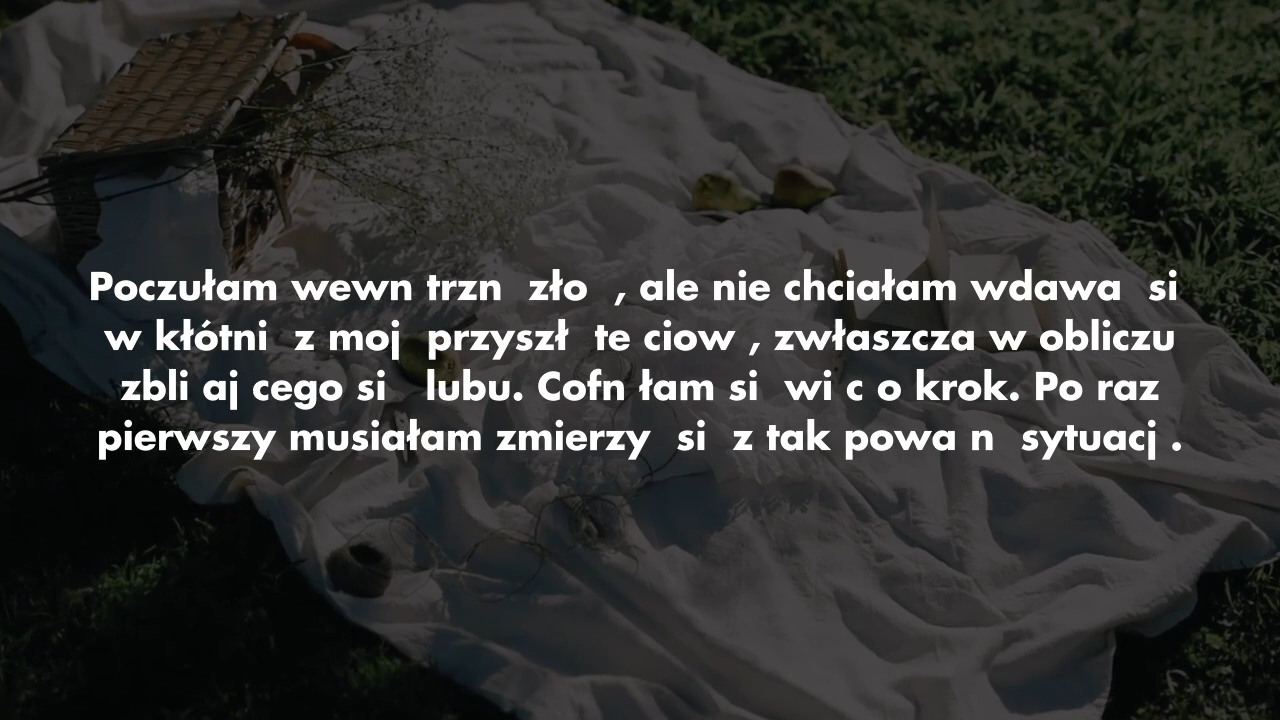 Poczułam wewn trzn  zło  , ale nie chciałam wdawa  si
w kłótni  z moj  przyszł  te ciow , zwłaszcza w obliczu
zbli aj cego si   lubu. Cofn łam si  wi c o krok. Po raz
pierwszy musiałam zmierzy  si  z tak powa n  sytuacj .